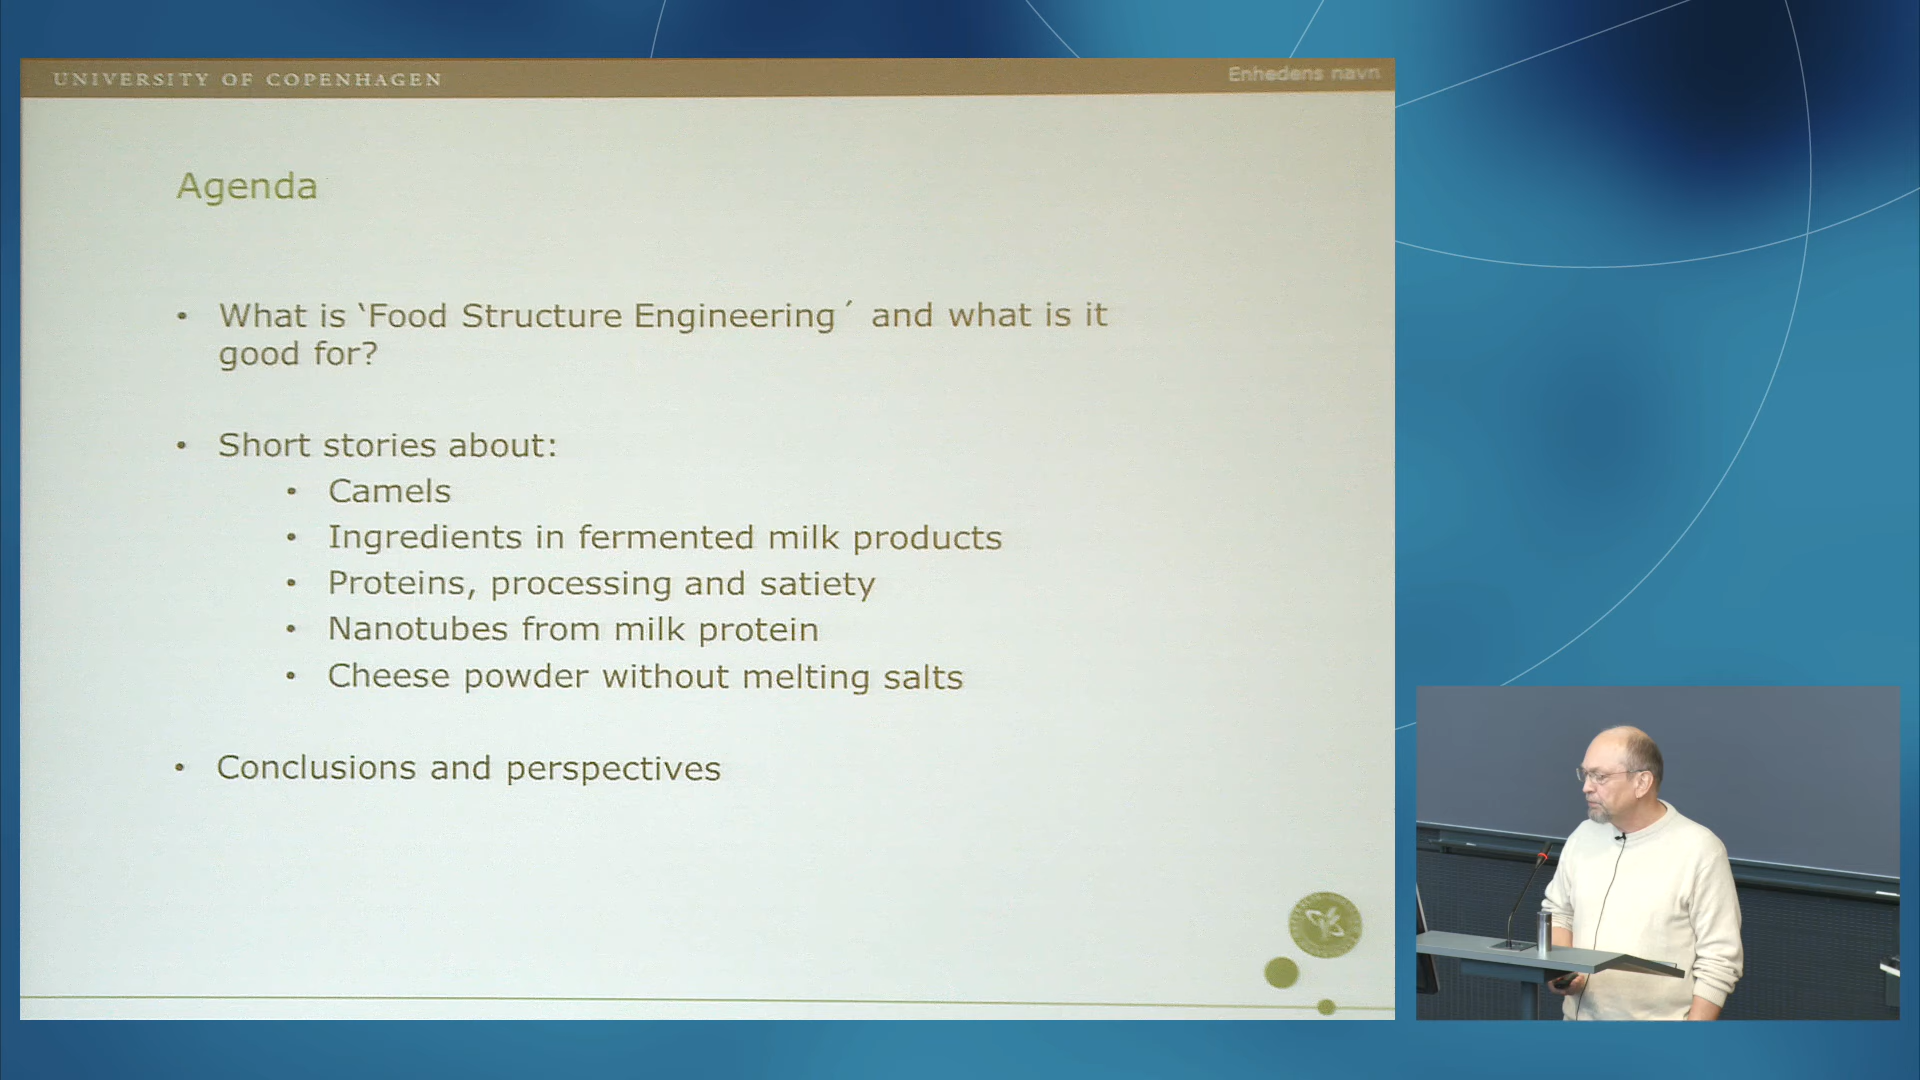 UNIVERSITY OF COPENHAGEN
Enhedens navn
Agenda
• What is ‘Food Structure Engineering´ and what is it
good for?
• Short stories about:
• Camels
• Ingredients in fermented milk products
• Proteins, processing and satiety
• Nanotubes from milk protein
• Cheese powder without melting salts
• Conclusions and perspectives